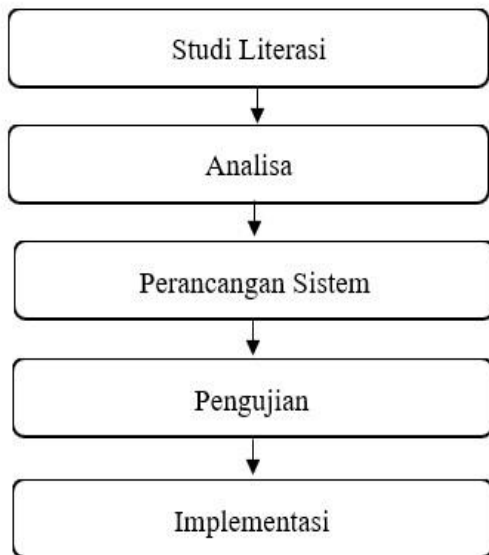 Studi Literasi
Analisa
Perancangan Sistem
Pengujian
Implementasi